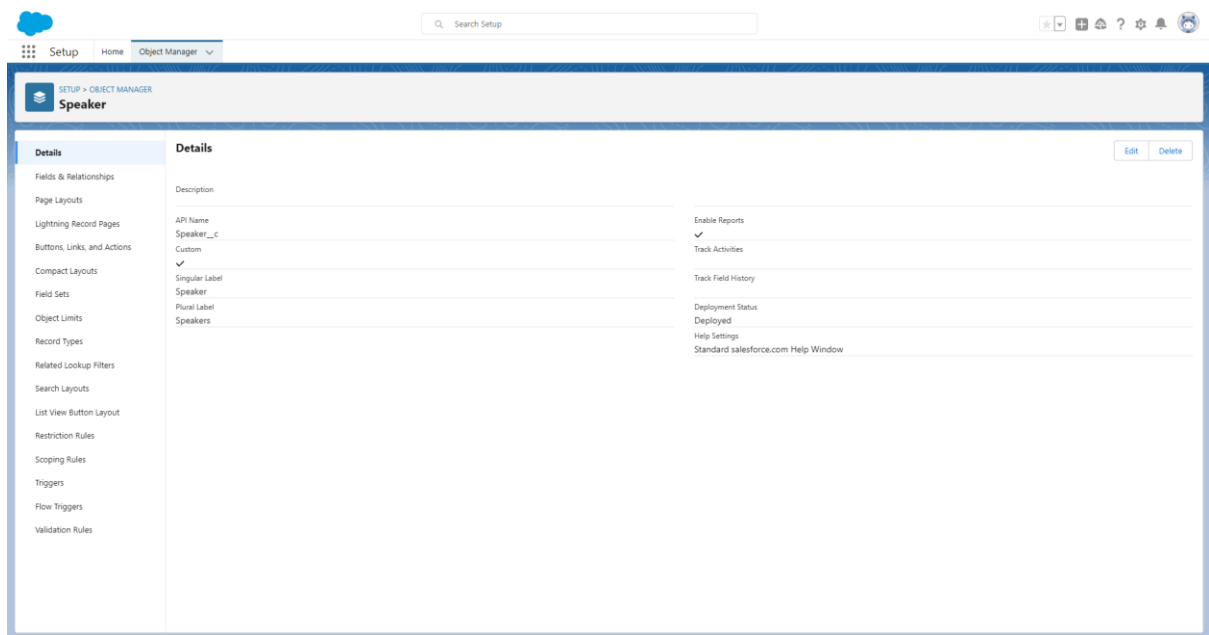 Search Setup
Setup
Home
Object Manager
SETUP > OBJECT MANAGER
Speaker
Details
Fields & Relationships
Page Layouts
Lightning Record Pages
Buttons, Links, and Actions
Compact Layouts
Field Sets
Object Limits
Record Types
Related Lookup Filters
Search Layouts
List View Button Layout
Restriction Rules
Scoping Rules
Triggers
Flow Triggers
Validation Rules
Details
Edit
Delete
Description
API Name
Speaker__c
Custom
Singular Label
Speaker
Plural Label
Speakers
Enable Reports
Track Activities
Track Field History
Deployment Status
Deployed
Help Settings
Standard salesforce.com Help Window